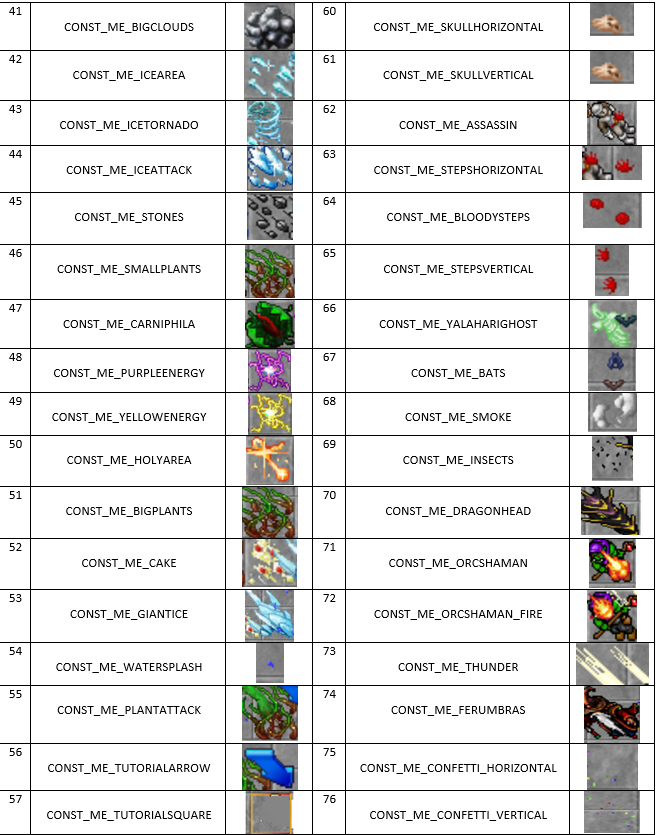 41 CONST_ME_BIGCLOUDS 60 CONST_ME_SKULLHORIZONTAL
42 CONST_ME_ICEAREA 61 CONST_ME_SKULLVERTICAL
43 CONST_ME_ICETORNADO 62 CONST_ME_ASSASSIN
44 CONST_ME_ICEATTACK 63 CONST_ME_STEPSHORIZONTAL
45 CONST_ME_STONES 64 CONST_ME_BLOODYSTEPS
46 CONST_ME_SMALLPLANTS 65 CONST_ME_STEPSVERTICAL
47 CONST_ME_CARNIPHILA 66 CONST_ME_YALAHARIGHOST
48 CONST_ME_PURPLEENERGY 67 CONST_ME_BATS
49 CONST_ME_YELLOWENERGY 68 CONST_ME_SMOKE
50 CONST_ME_HOLYAREA 69 CONST_ME_INSECTS
51 CONST_ME_BIGPLANTS 70 CONST_ME_DRAGONHEAD
52 CONST_ME_CAKE 71 CONST_ME_ORCSHAMAN
53 CONST_ME_GIANTICE 72 CONST_ME_ORCSHAMAN_FIRE
54 CONST_ME_WATERSPLASH 73 CONST_ME_THUNDER
55 CONST_ME_PLANTATTACK 74 CONST_ME_FERUMBRAS
56 CONST_ME_TUTORIALARROW 75 CONST_ME_CONFETTI_HORIZONTAL
57 CONST_ME_TUTORIALSQUARE 76 CONST_ME_CONFETTI_VERTICAL